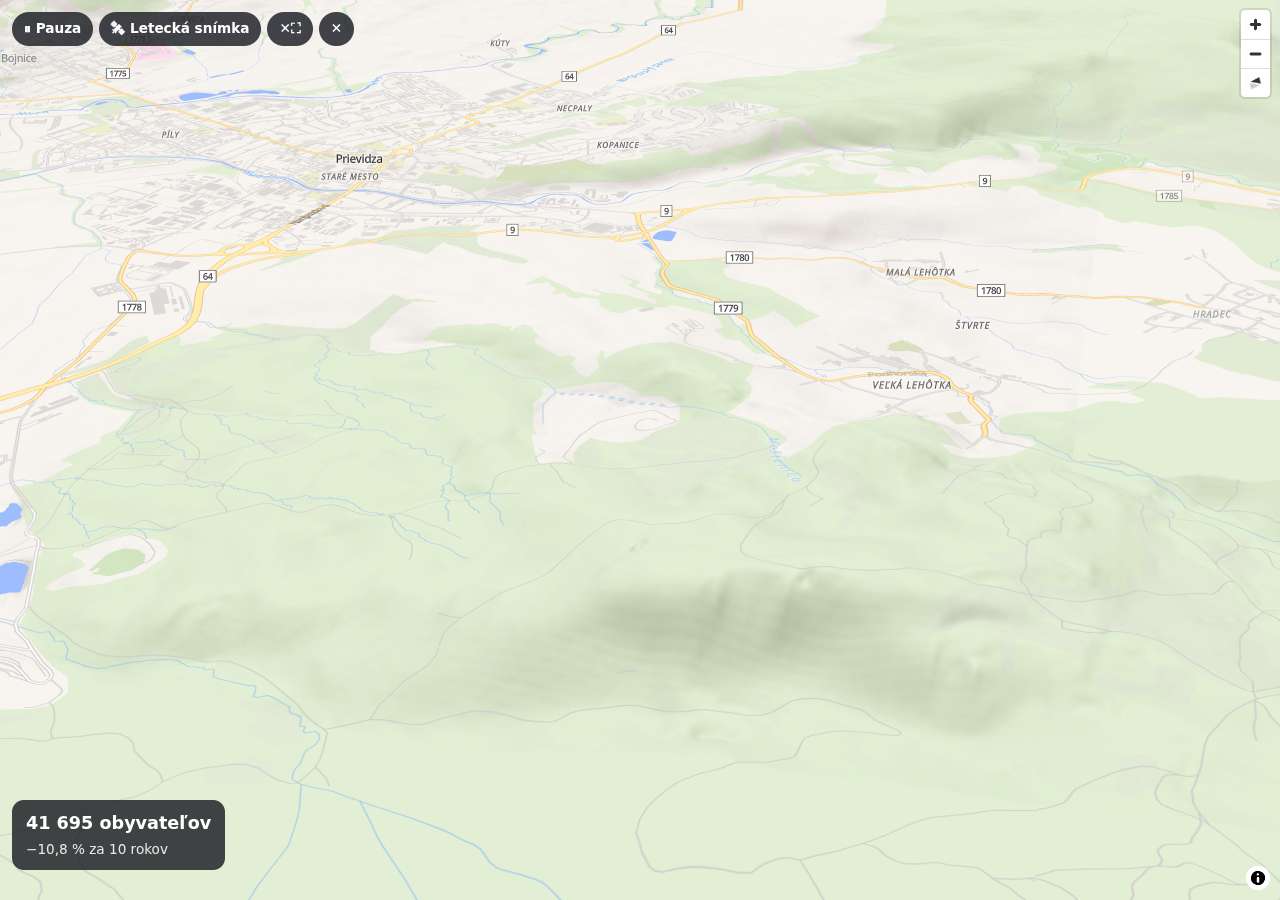 Pauza
Letecká snímka
Bojnice
1775
KÚTY
64
64
NECPALY
PÍLY
KOPANICE
Prievidza
STARÉ MESTO
9
9
1785
9
9
1780
MALÁ LEHÔTKA
64
1780
1778
1779
HRADEC
ŠTVRTE
VEĽKÁ LEHÔTKA
41 695 obyvateľov
−10,8 % za 10 rokov